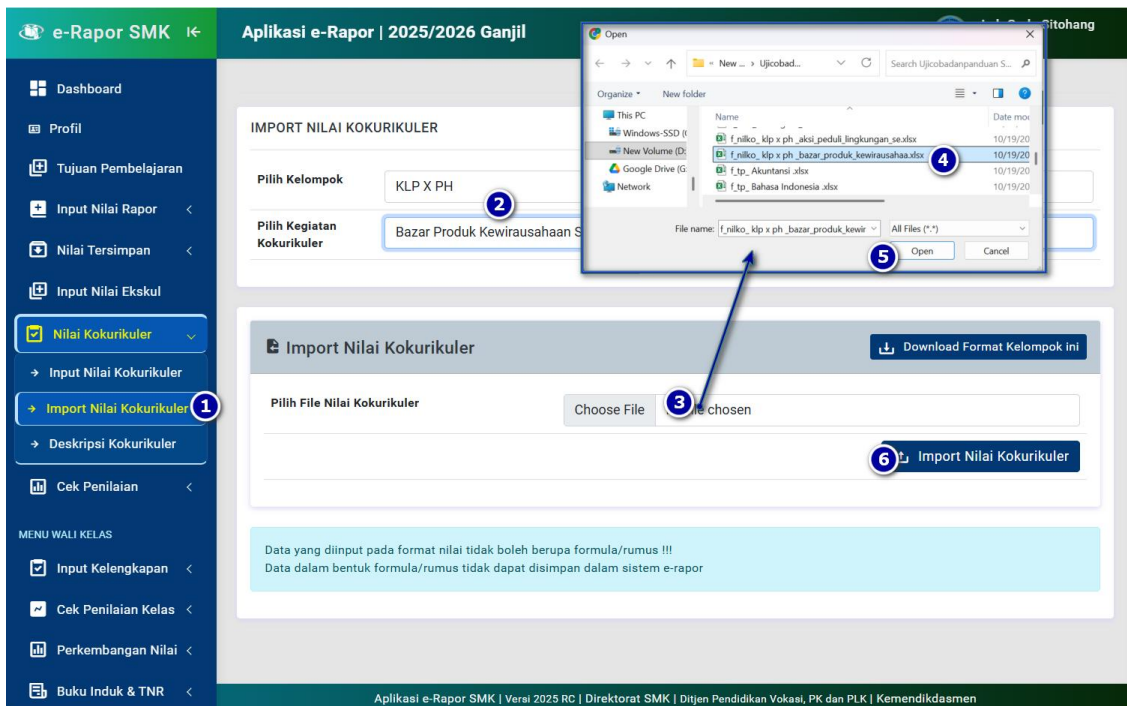 e-Rapor SMK
Aplikasi e-Rapor | 2025/2026 Ganjil
Sitohang
Dashboard
Profil
Tujuan Pembelajaran
Input Nilai Rapor
Nilai Tersimpan
Input Nilai Ekskul
Nilai Kokurikuler
Input Nilai Kokurikuler
Import Nilai Kokurikuler
1
Deskripsi Kokurikuler
Cek Penilaian
MENU WALI KELAS
Input Kelengkapan
Cek Penilaian Kelas
Perkembangan Nilai
Buku Induk & TNR
IMPORT NILAI KOKURIKULER
Pilih Kelompok
KLP X PH
2
Pilih Kegiatan
Kokurikuler
Bazar Produk Kewirausahaan S
Open
« New ... › Ujicobad...
Search Ujicobadanpanduan S...
Organize
New folder
This PC
Windows-SSD (
New Volume (D:
Google Drive (G
Network
Name
Date mo
f_nilko_ klp x ph _aksi_peduli_lingkungan_se.xlsx
10/19/20
f_nilko_ klp x ph _bazar_produk_kewirausahaa.xlsx
10/19/20
4
f_tp_ Akuntansi .xlsx
10/19/20
f_tp_ Bahasa Indonesia .xlsx
10/19/20
File name:
f_nilko_ klp x ph _bazar_produk_kewir
All Files (*.*)
5
Open
Cancel
Import Nilai Kokurikuler
Download Format Kelompok ini
Pilih File Nilai Kokurikuler
Choose File
3
chosen
6
Import Nilai Kokurikuler
Data yang diinput pada format nilai tidak boleh berupa formula/rumus !!!
Data dalam bentuk formula/rumus tidak dapat disimpan dalam sistem e-rapor
Aplikasi e-Rapor SMK | Versi 2025 RC | Direktorat SMK | Ditjen Pendidikan Vokasi, PK dan PLK | Kemendikdasmen